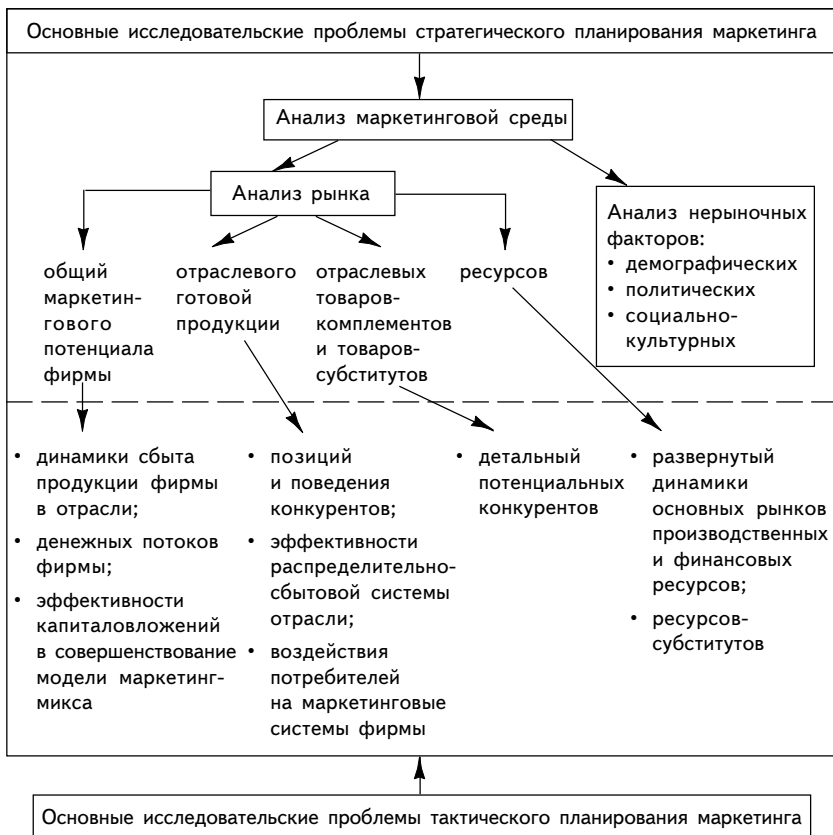 Основные исследовательские проблемы стратегического планирования маркетинга
Анализ маркетинговой среды
Анализ рынка
Анализ нерыночных
факторов:
• демографических
• политических
• социально-
культурных
общий
маркетин-
гового
потенциала
фирмы
отраслевого
готовой
продукции
отраслевых
товаров-
комплементов
и товаров-
субститутов
ресурсов
• динамики сбыта
продукции фирмы
в отрасли;
• денежных потоков
фирмы;
• эффективности
капиталовложений
в совершенствование
модели маркетинг-
микса
• позиций
и поведения
конкурентов;
• эффективности
распределительно-
сбытовой системы
отрасли;
• воздействия
потребителей
на маркетинговые
системы фирмы
• детальный
потенциальных
конкурентов
• развернутый
динамики
основных рынков
производственных
и финансовых
ресурсов;
• ресурсов-
субститутов
Основные исследовательские проблемы тактического планирования маркетинга